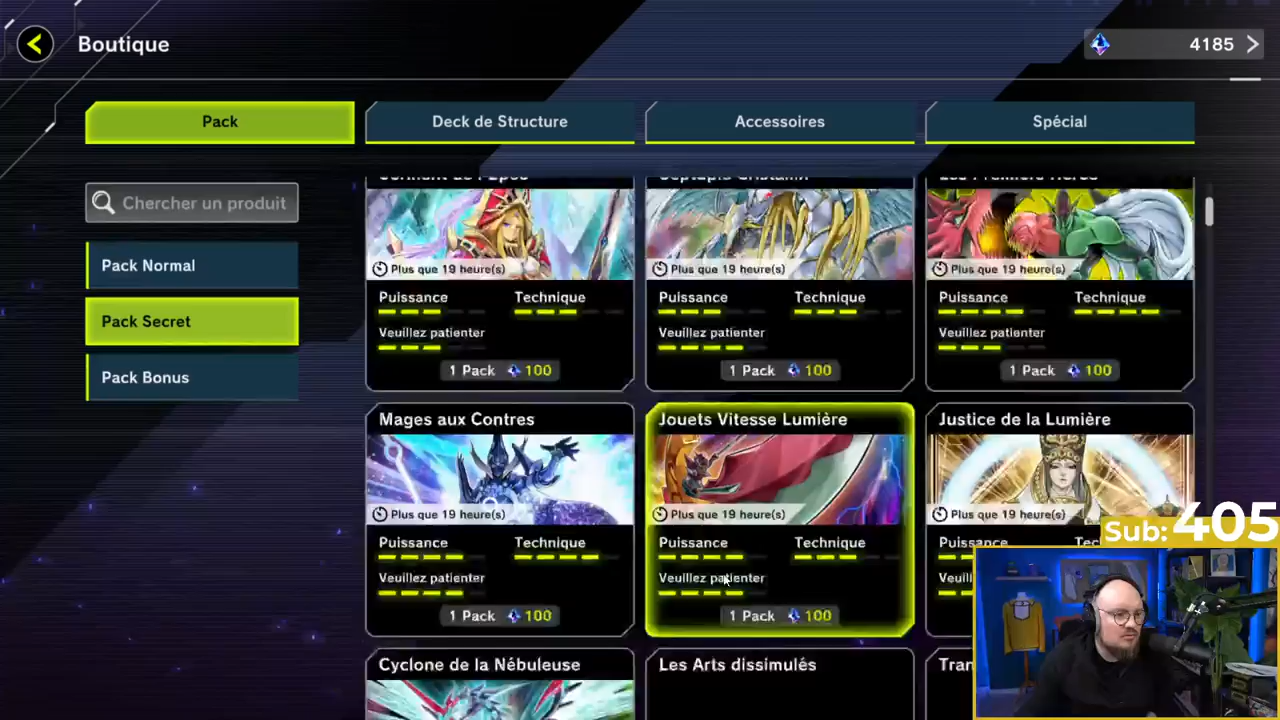 Boutique
4185
Pack
Deck de Structure
Accessoires
Spécial
Chercher un produit
Pack Normal
Pack Secret
Pack Bonus
Plus que 19 heure(s)
Puissance Technique
Veuillez patienter
1 Pack 100
Plus que 19 heure(s)
Puissance Technique
Veuillez patienter
1 Pack 100
Plus que 19 heure(s)
Puissance Technique
Veuillez patienter
1 Pack 100
Mages aux Contres
Plus que 19 heure(s)
Puissance Technique
Veuillez patienter
1 Pack 100
Jouets Vitesse Lumière
Plus que 19 heure(s)
Puissance Technique
Veuillez patienter
1 Pack 100
Justice de la Lumière
Plus que 19 heure(s)
Sub: 405
Cyclone de la Nébuleuse
Les Arts dissimulés